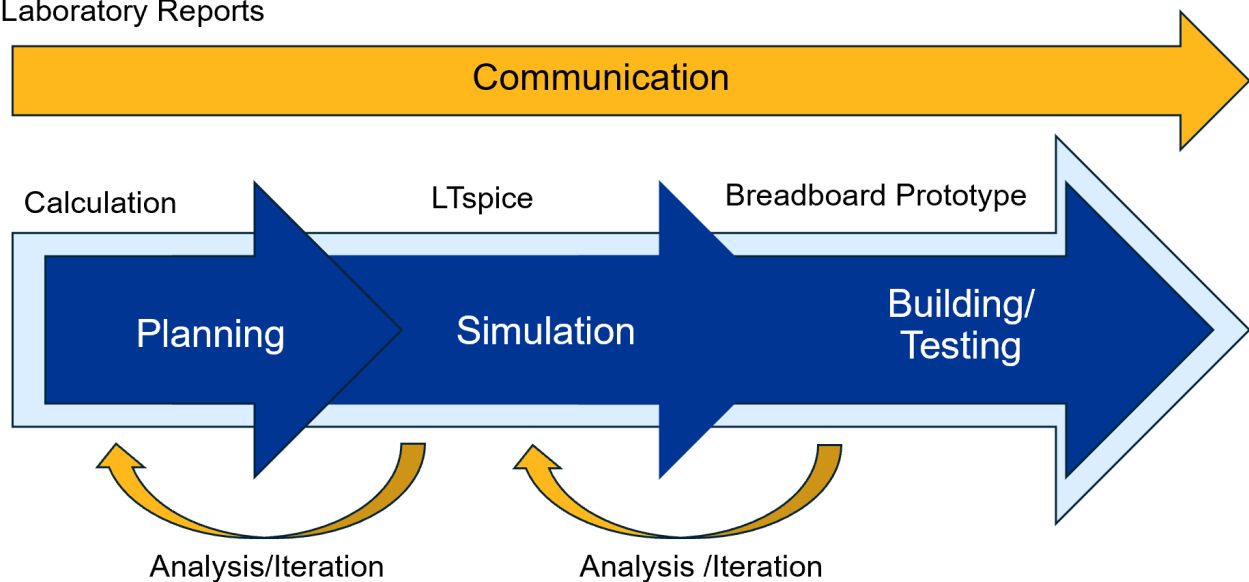 Laboratory Reports
Communication
Calculation
LTspice
Breadboard Prototype
Planning
Simulation
Building/
Testing
Analysis/Iteration
Analysis /Iteration